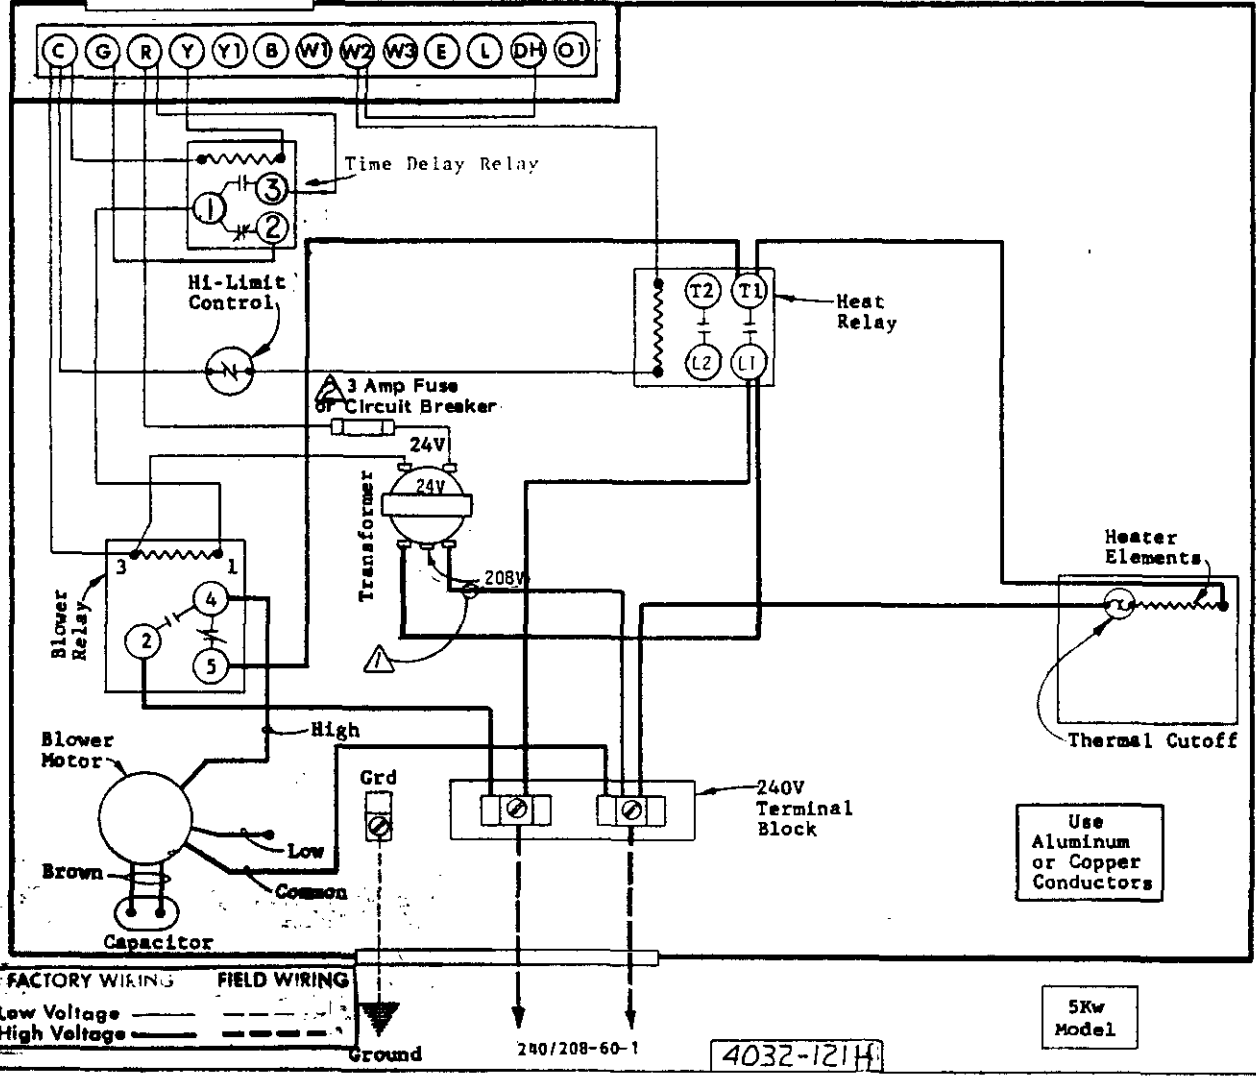 C G R Y Y1 B W1 W2 W3 E L DH O1
Time Delay Relay
3
1
2
Hi-Limit
Control
T2 T1
Heat
Relay
L2 L1
2 3 Amp Fuse
or Circuit Breaker
24V
24V
Transformer
208V
1
3 1
4
2
5
Blower
Relay
Heater
Elements
Thermal Cutoff
High
Blower
Motor
Low
Common
Brown
Capacitor
Grd
240V
Terminal
Block
Use
Aluminum
or Copper
Conductors
FACTORY WIRING FIELD WIRING
Low Voltage
High Voltage
Ground
240/208-60-1
4032-121H
5Kw
Model